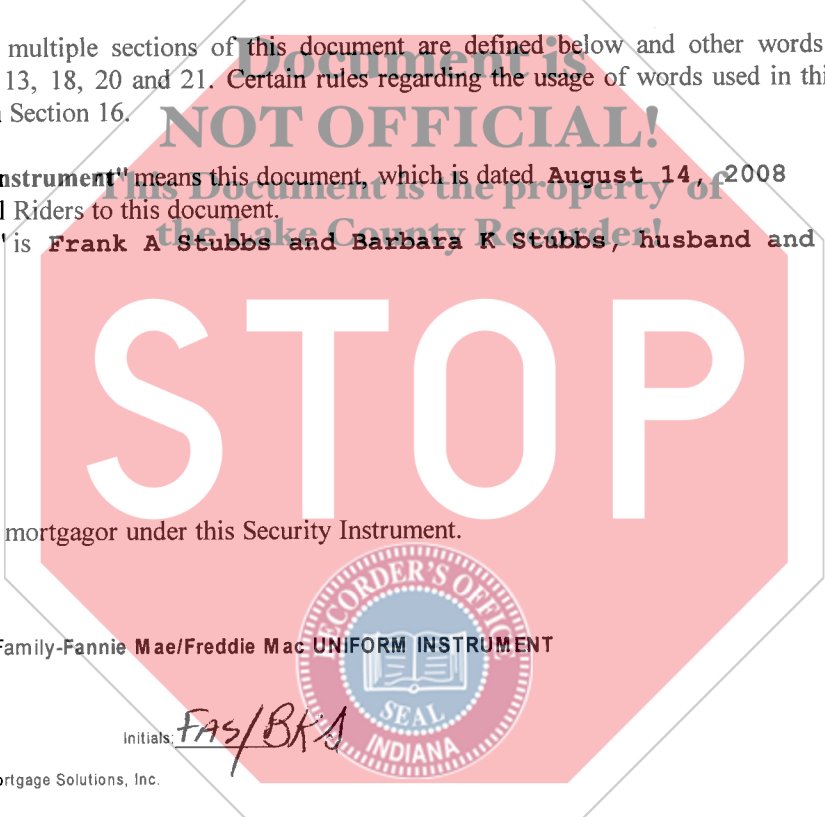 Document is
multiple sections of this document are defined below and other words
13, 18, 20 and 21. Certain rules regarding the usage of words used in thi
Section 16.
NOT OFFICIAL!
nstrument" means this document, which is dated August 14, 2008
This Document is the property of
l Riders to this document.
the Lake County Recorder!
" is Frank A Stubbs and Barbara K Stubbs, husband and
STOP
mortgagor under this Security Instrument.
RECORDER'S OFFIC
Family-Fannie Mae/Freddie Mac UNIFORM INSTRUMENT
SEAL
INDIANA
Initials: FAS/BKS
ortgage Solutions, Inc.